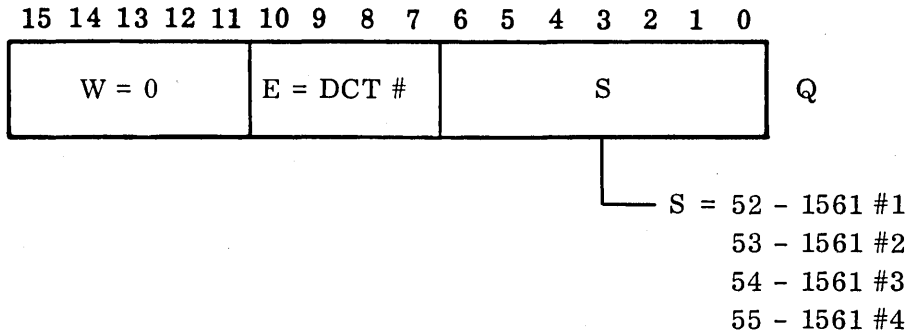 15 14 13 12 11 10 9 8 7 6 5 4 3 2 1 0
W = 0 E = DCT # S Q
S = 52 - 1561 #1
53 - 1561 #2
54 - 1561 #3
55 - 1561 #4